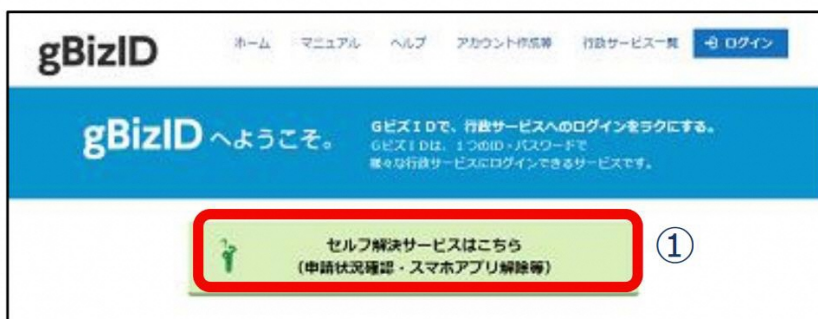 gBizID
ホーム マニュアル ヘルプ アカウント作成等 行政サービス一覧 ログイン
gBizID へようこそ。
GビズIDで、行政サービスへのログインをラクにする。
GビズIDは、1つのID・パスワードで
様々な行政サービスにログインできるサービスです。
セルフ解決サービスはこちら
(申請状況確認・スマホアプリ解除等)
①